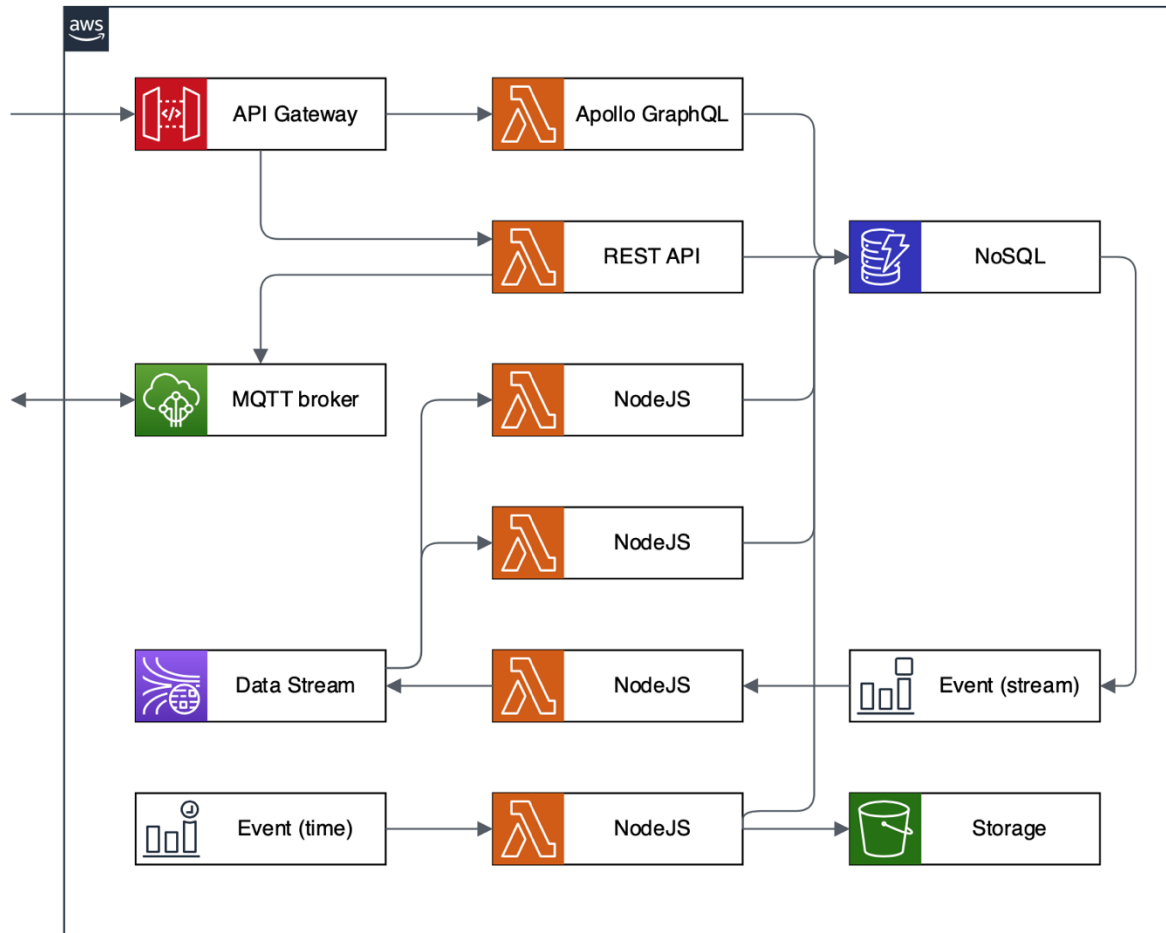 aws
API Gateway
Apollo GraphQL
REST API
NoSQL
MQTT broker
NodeJS
NodeJS
Data Stream
NodeJS
Event (stream)
Event (time)
NodeJS
Storage